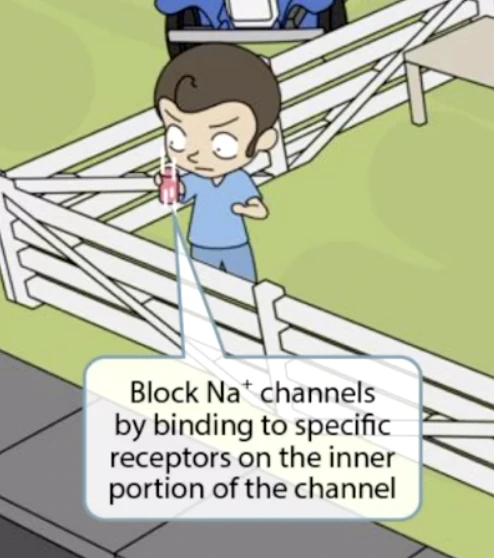 Block Na⁺ channels
by binding to specific
receptors on the inner
portion of the channel